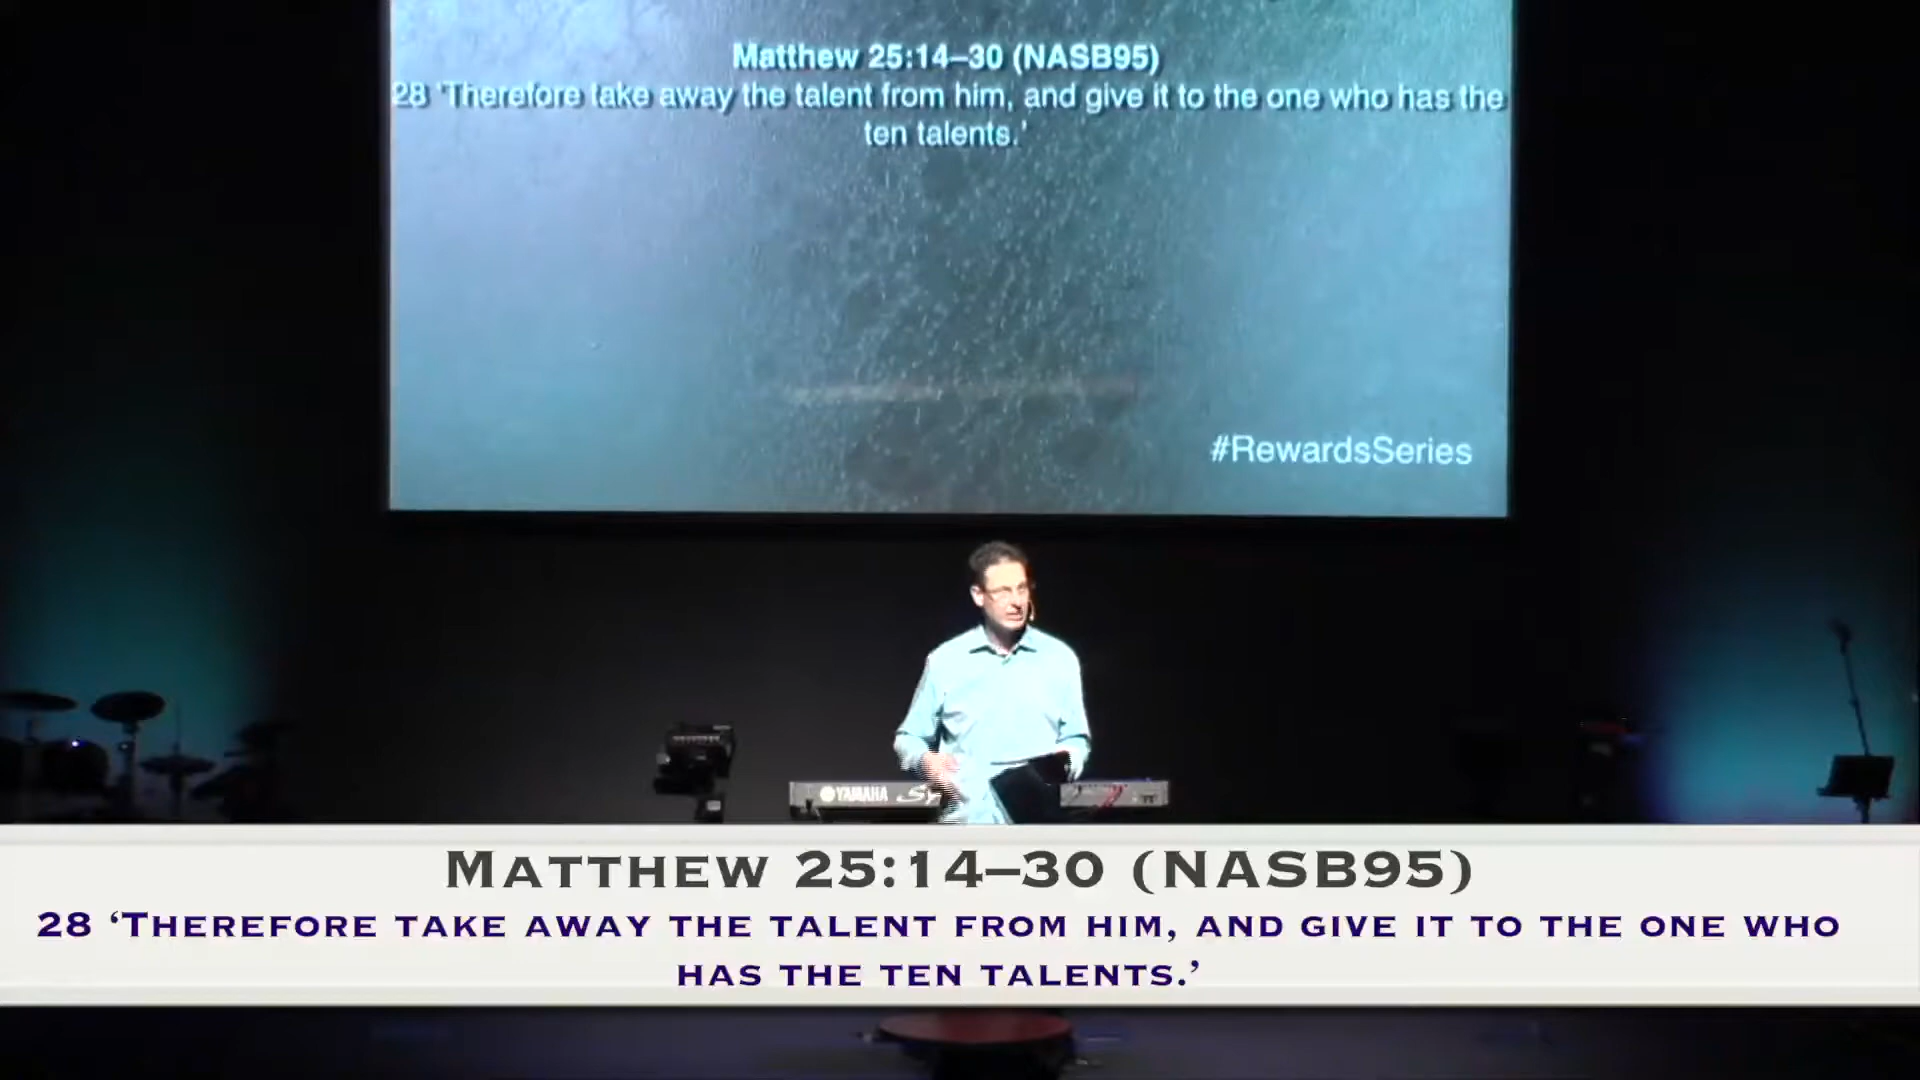 Matthew 25:14–30 (NASB95)
28 ‘Therefore take away the talent from him, and give it to the one who has the
ten talents.’
#RewardsSeries
YAMAHA Sy
Matthew 25:14–30 (NASB95)
28 ‘Therefore take away the talent from him, and give it to the one who
has the ten talents.’